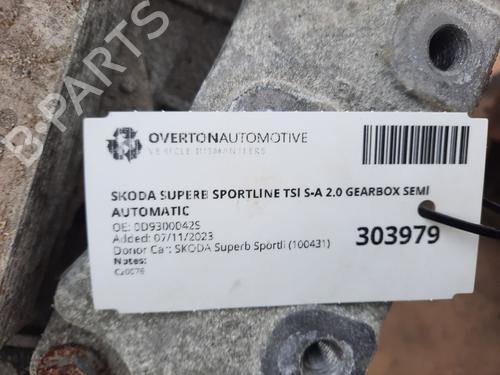 B-PARTS
OVERTONAUTOMOTIVE
VEHICLE DISMANTLERS
SKODA SUPERB SPORTLINE TSI S-A 2.0 GEARBOX SEMI
AUTOMATIC
OE: 0D9300042S
Added: 07/11/2023
Donor Car: SKODA Superb Sportli (100431)
303979
Notes: